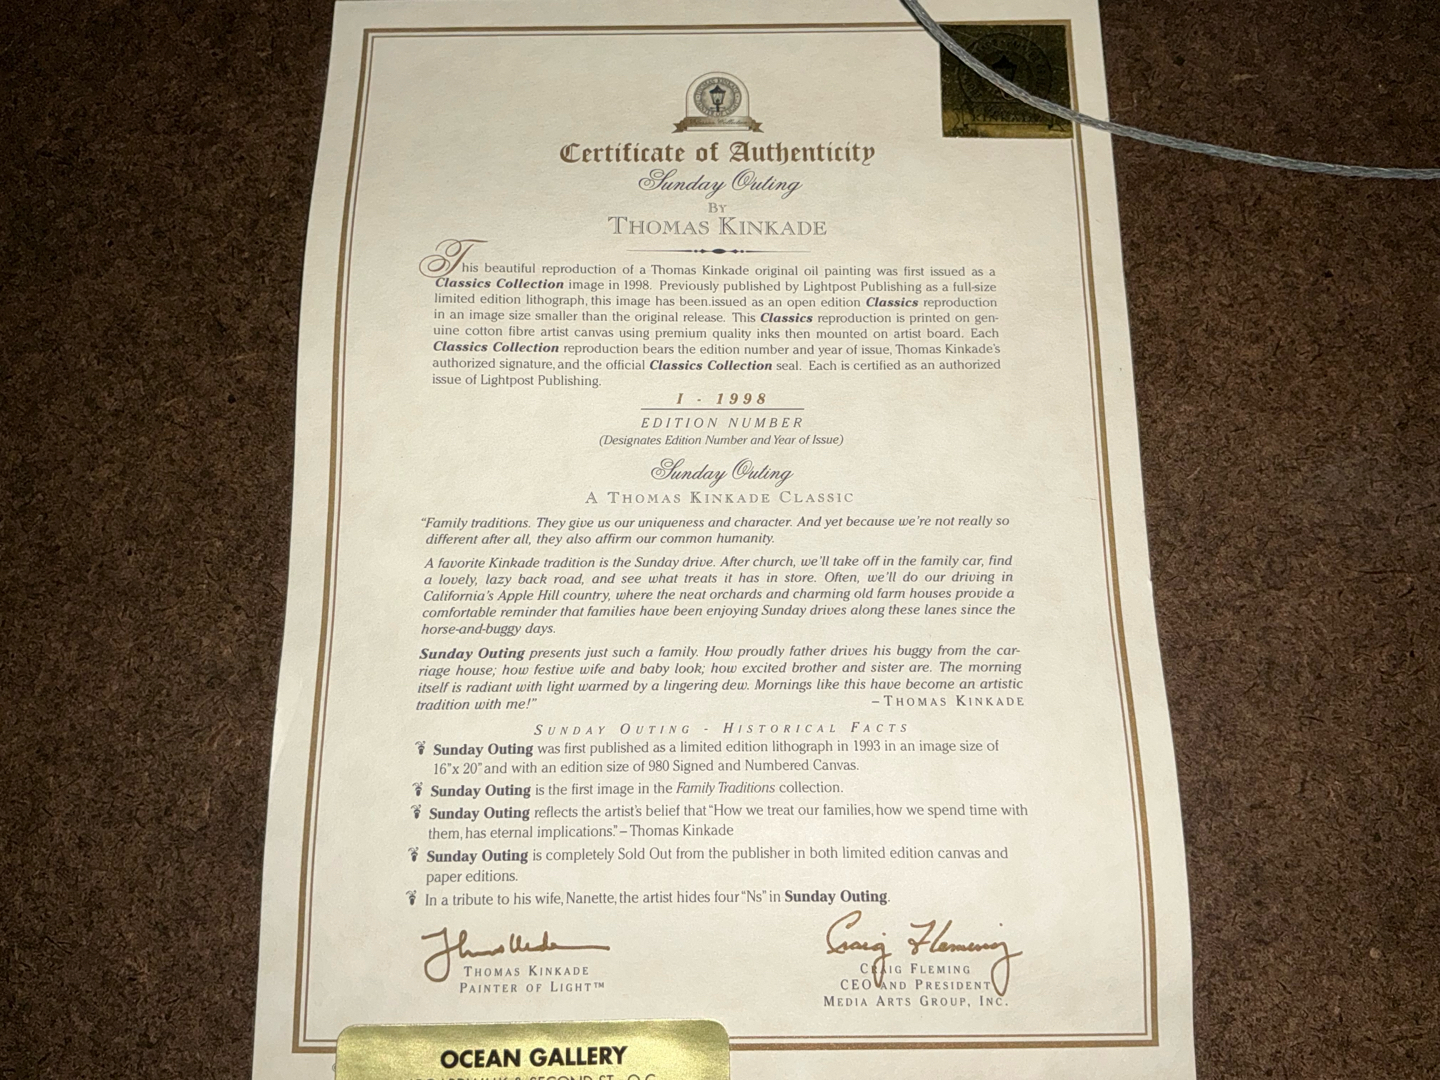 Certificate of Authenticity
Sunday Outing
BY
THOMAS KINKADE
This beautiful reproduction of a Thomas Kinkade original oil painting was first issued as a
Classics Collection image in 1998. Previously published by Lightpost Publishing as a full-size
limited edition lithograph, this image has been issued as an open edition Classics reproduction
in an image size smaller than the original release. This Classics reproduction is printed on gen-
uine cotton fibre artist canvas using premium quality inks then mounted on artist board. Each
Classics Collection reproduction bears the edition number and year of issue, Thomas Kinkade's
authorized signature, and the official Classics Collection seal. Each is certified as an authorized
issue of Lightpost Publishing.
I - 1998
EDITION NUMBER
(Designates Edition Number and Year of Issue)
Sunday Outing
A THOMAS KINKADE CLASSIC
"Family traditions. They give us our uniqueness and character. And yet because we're not really so
different after all, they also affirm our common humanity.
A favorite Kinkade tradition is the Sunday drive. After church, we'll take off in the family car, find
a lovely, lazy back road, and see what treats it has in store. Often, we'll do our driving in
California's Apple Hill country, where the neat orchards and charming old farm houses provide a
comfortable reminder that families have been enjoying Sunday drives along these lanes since the
horse-and-buggy days.
Sunday Outing presents just such a family. How proudly father drives his buggy from the car-
riage house; how festive wife and baby look; how excited brother and sister are. The morning
itself is radiant with light warmed by a lingering dew. Mornings like this have become an artistic
tradition with me!" – THOMAS KINKADE
SUNDAY OUTING - HISTORICAL FACTS
Sunday Outing was first published as a limited edition lithograph in 1993 in an image size of
16"x 20" and with an edition size of 980 Signed and Numbered Canvas.
Sunday Outing is the first image in the Family Traditions collection.
Sunday Outing reflects the artist's belief that "How we treat our families, how we spend time with
them, has eternal implications." – Thomas Kinkade
Sunday Outing is completely Sold Out from the publisher in both limited edition canvas and
paper editions.
In a tribute to his wife, Nanette, the artist hides four "Ns" in Sunday Outing.
Craig Fleming
THOMAS KINKADE
PAINTER OF LIGHT™
CRAIG FLEMING
CEO AND PRESIDENT
MEDIA ARTS GROUP, INC.
KINKADE
OCEAN GALLERY